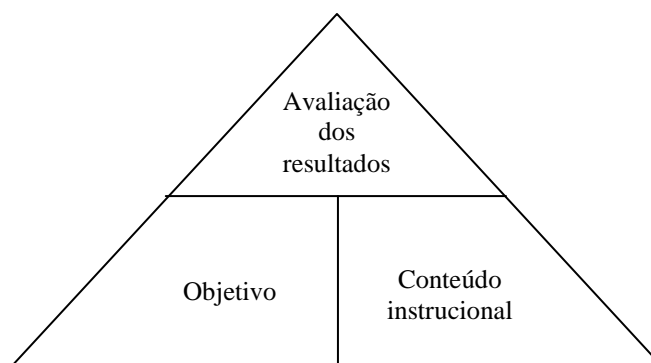 Avaliação
dos
resultados
Objetivo
Conteúdo
instrucional